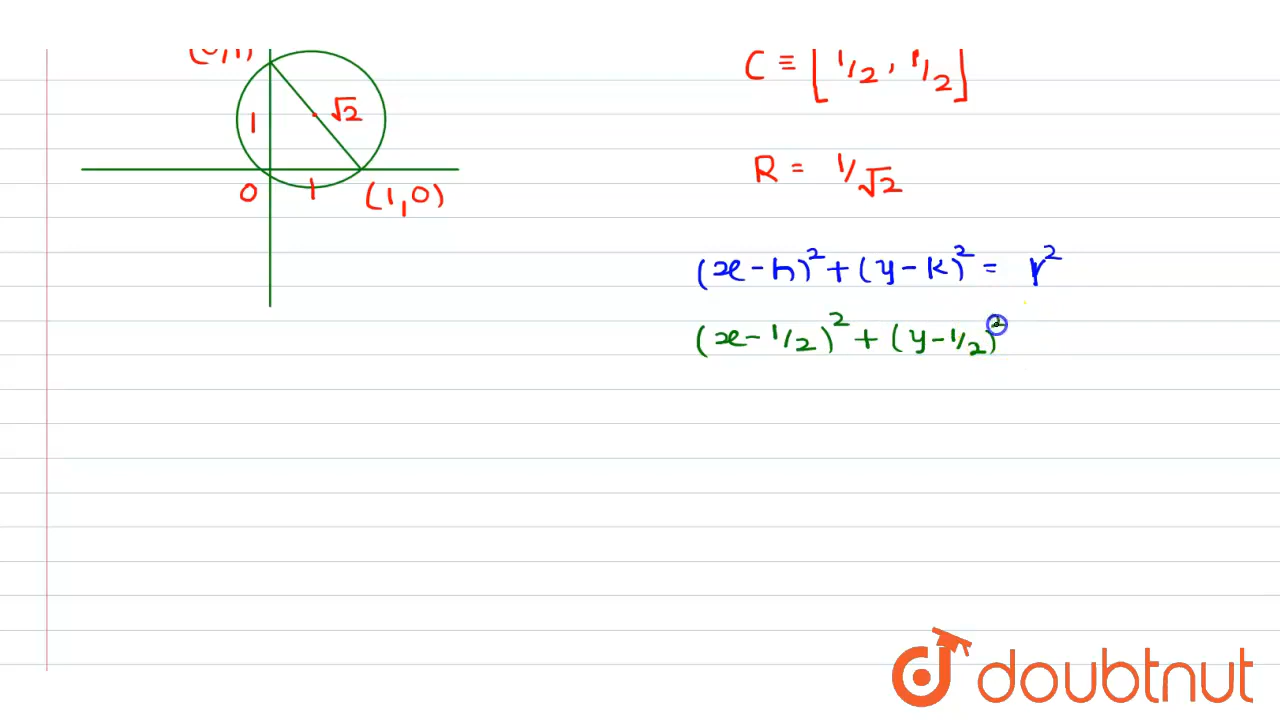 C ≡ [1/2, 1/2]
1
√2
R = 1/√2
0
1
(1,0)
(x-h)²+(y-k)² = r²
(x-1/2)²+(y-1/2)²
doubtnut